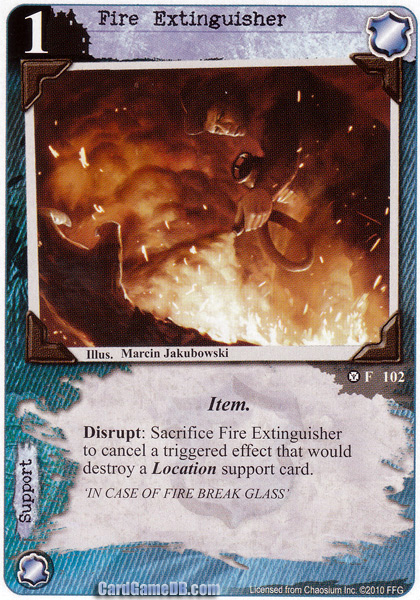 1
Fire Extinguisher
Illus. Marcin Jakubowski
F 102
Item.
Disrupt: Sacrifice Fire Extinguisher
to cancel a triggered effect that would
destroy a Location support card.
'IN CASE OF FIRE BREAK GLASS'
Support
CardGameDB.com
Licensed from Chaosium Inc. ©2010 FFG